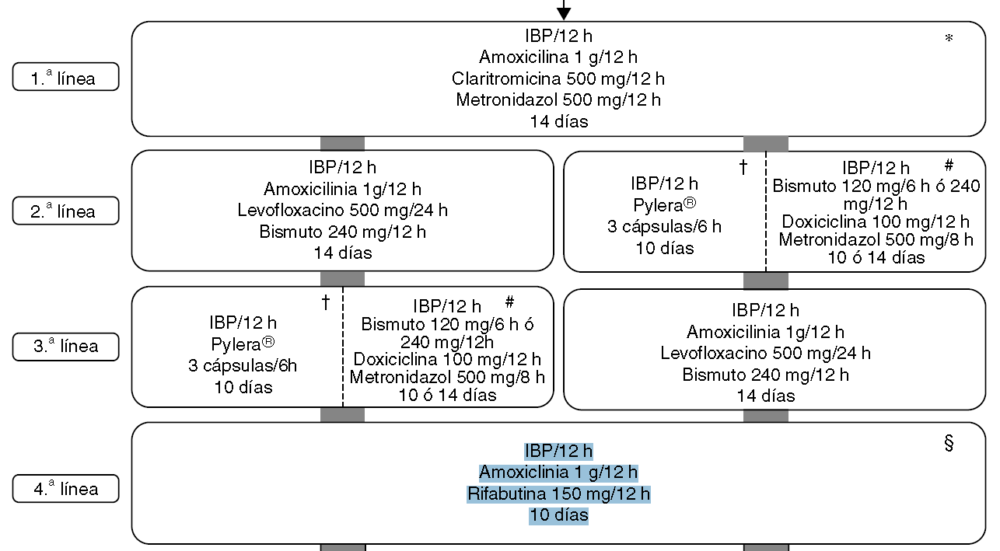 1.ª línea
IBP/12 h
*
Amoxicilina 1 g/12 h
Claritromicina 500 mg/12 h
Metronidazol 500 mg/12 h
14 días
2.ª línea
IBP/12 h
Amoxicilinia 1g/12 h
Levofloxacino 500 mg/24 h
Bismuto 240 mg/12 h
14 días
†
IBP/12 h
Pylera®
3 cápsulas/6 h
10 días
IBP/12 h #
Bismuto 120 mg/6 h ó 240
mg/12 h
Doxiciclina 100 mg/12 h
Metronidazol 500 mg/8 h
10 ó 14 días
3.ª línea
†
IBP/12 h
Pylera®
3 cápsulas/6h
10 días
IBP/12 h #
Bismuto 120 mg/6 h ó
240 mg/12h
Doxiciclina 100 mg/12 h
Metronidazol 500 mg/8 h
10 ó 14 días
IBP/12 h
Amoxicilinia 1g/12 h
Levofloxacino 500 mg/24 h
Bismuto 240 mg/12 h
14 días
4.ª línea
§
IBP/12 h
Amoxiclinia 1 g/12 h
Rifabutina 150 mg/12 h
10 días